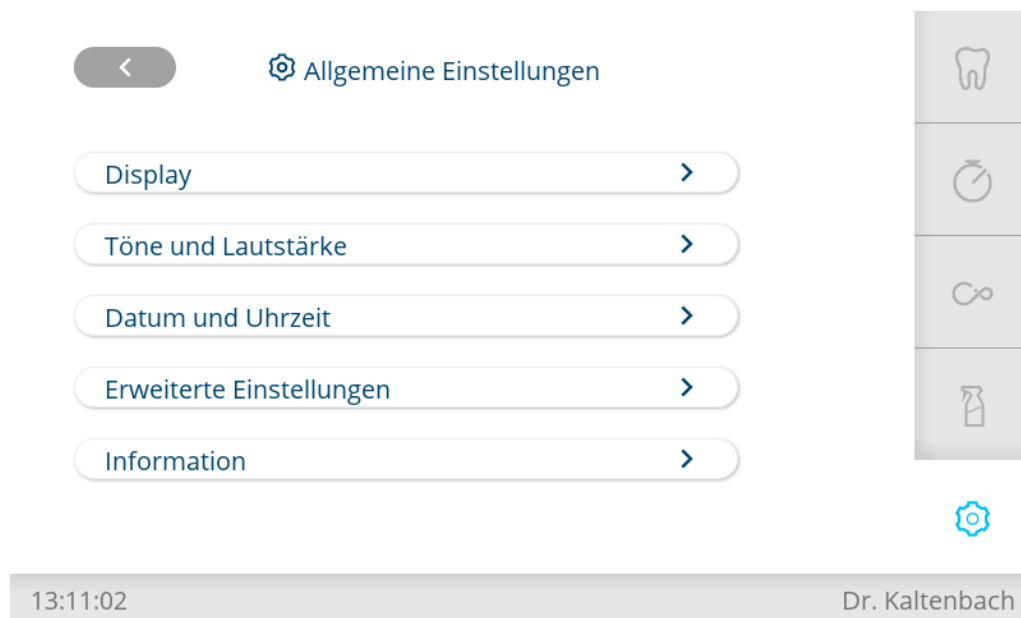 Allgemeine Einstellungen
Display
Töne und Lautstärke
Datum und Uhrzeit
Erweiterte Einstellungen
Information
13:11:02
Dr. Kaltenbach